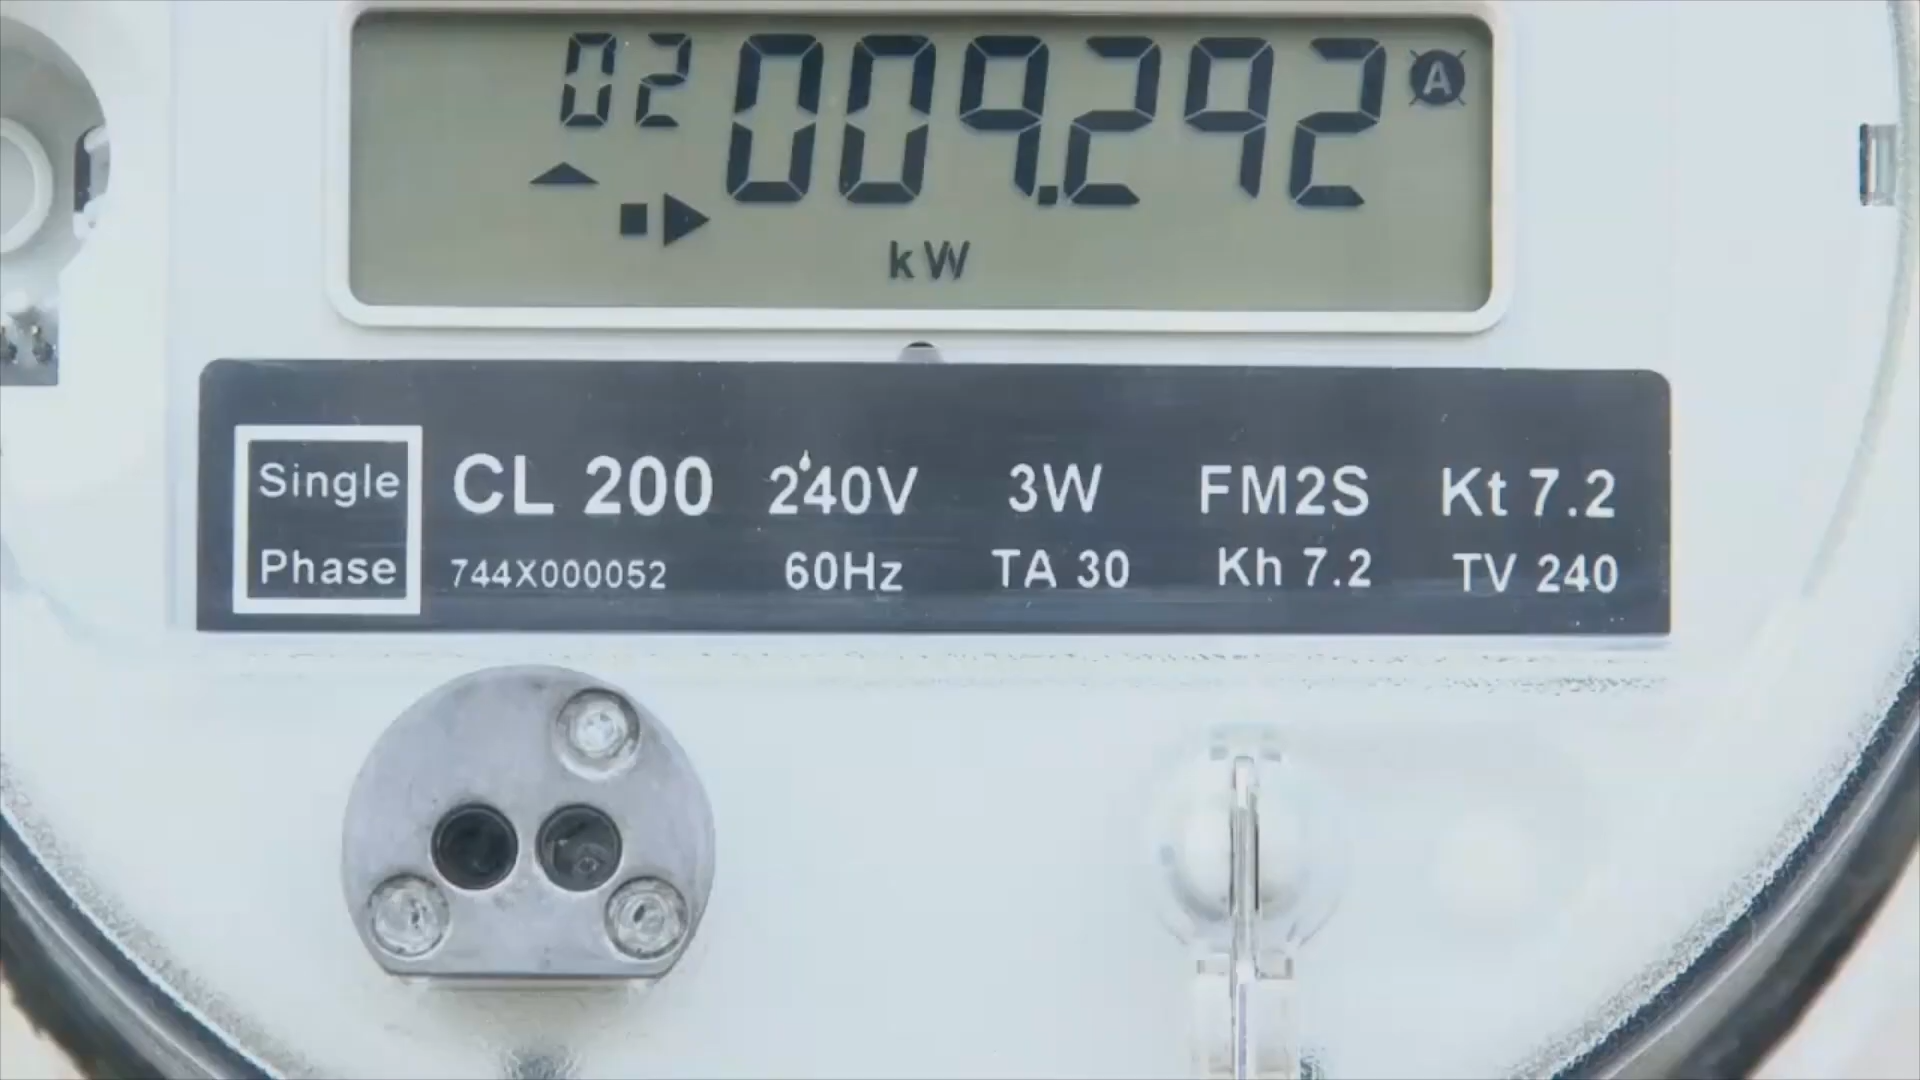 02 009.292 A
kW
Single Phase
CL 200 240V 3W FM2S Kt 7.2
744X000052 60Hz TA 30 Kh 7.2 TV 240